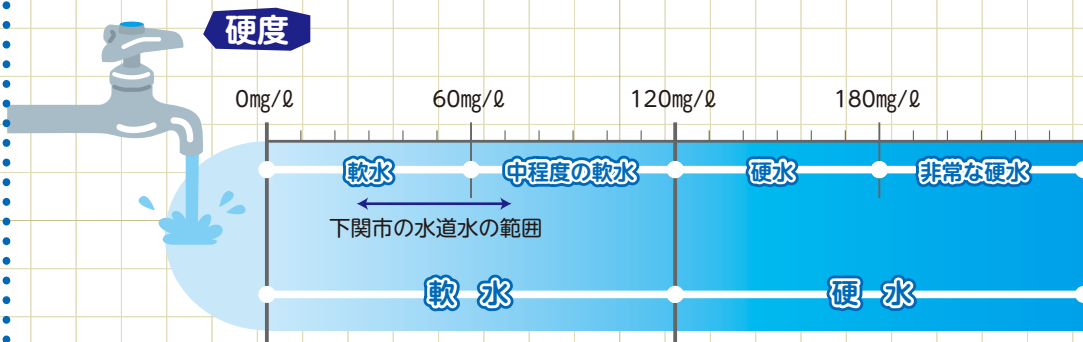 硬度
0mg/ℓ 60mg/ℓ 120mg/ℓ 180mg/ℓ
軟水 中程度の軟水 硬水 非常な硬水
下関市の水道水の範囲
軟 水 硬 水